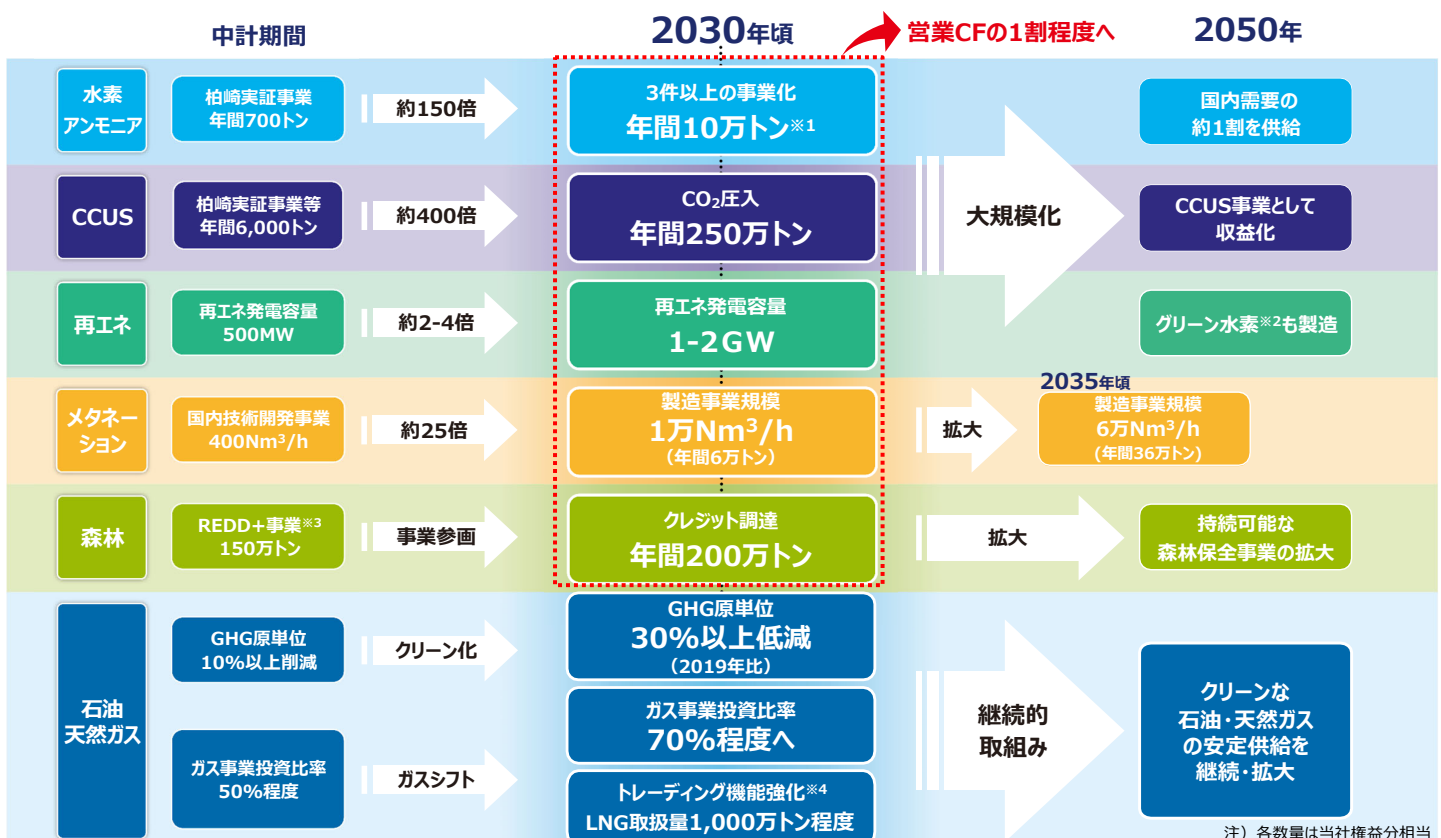 中計期間
2030年頃
営業CFの1割程度へ
2050年
水素
アンモニア
柏崎実証事業
年間700トン
約150倍
3件以上の事業化
年間10万トン※1
国内需要の
約1割を供給
CCUS
柏崎実証事業等
年間6,000トン
約400倍
CO₂圧入
年間250万トン
大規模化
CCUS事業として
収益化
再エネ
再エネ発電容量
500MW
約2-4倍
再エネ発電容量
1-2GW
グリーン水素※2も製造
メタネー
ション
国内技術開発事業
400Nm³/h
約25倍
製造事業規模
1万Nm³/h
(年間6万トン)
拡大
2035年頃
製造事業規模
6万Nm³/h
(年間36万トン)
森林
REDD+事業※3
150万トン
事業参画
クレジット調達
年間200万トン
拡大
持続可能な
森林保全事業の拡大
石油
天然ガス
GHG原単位
10%以上削減
クリーン化
GHG原単位
30%以上低減
(2019年比)
ガス事業投資比率
50%程度
ガスシフト
ガス事業投資比率
70%程度へ
トレーディング機能強化※4
LNG取扱量1,000万トン程度
継続的
取組み
クリーンな
石油・天然ガス
の安定供給を
継続・拡大
注）各数量は当社権益分相当